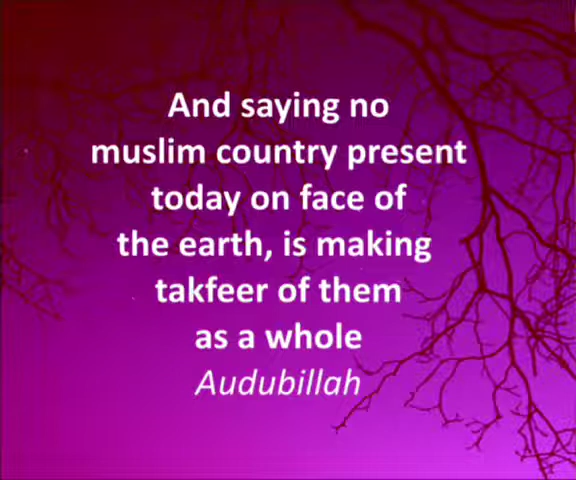 And saying no
muslim country present
today on face of
the earth, is making
takfeer of them
as a whole
Audubillah